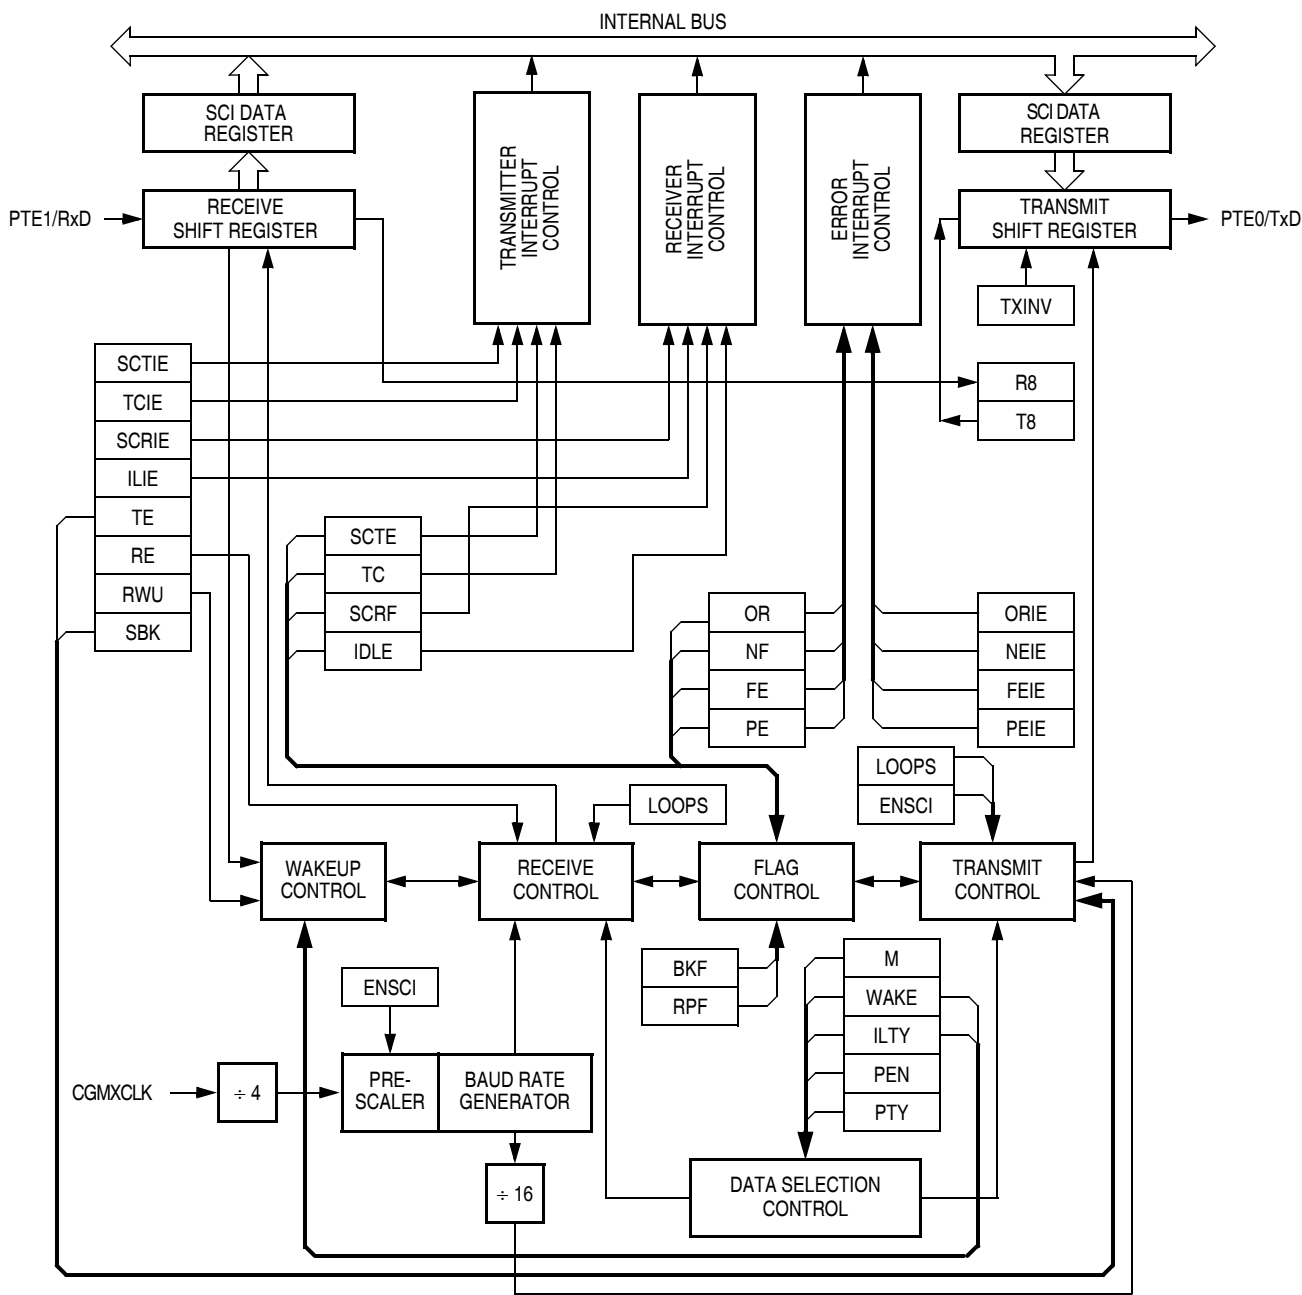 INTERNAL BUS
SCI DATA
REGISTER
TRANSMITTER
INTERRUPT
CONTROL
RECEIVER
INTERRUPT
CONTROL
ERROR
INTERRUPT
CONTROL
SCI DATA
REGISTER
PTE1/RxD
RECEIVE
SHIFT REGISTER
TRANSMIT
SHIFT REGISTER
PTE0/TxD
TXINV
SCTIE
TCIE
SCRIE
ILIE
TE
RE
RWU
SBK
R8
T8
SCTE
TC
SCRF
IDLE
OR
NF
FE
PE
ORIE
NEIE
FEIE
PEIE
LOOPS
ENSCI
LOOPS
WAKEUP
CONTROL
RECEIVE
CONTROL
FLAG
CONTROL
TRANSMIT
CONTROL
BKF
RPF
M
WAKE
ILTY
PEN
PTY
ENSCI
CGMXCLK
÷ 4
PRE-
SCALER
BAUD RATE
GENERATOR
÷ 16
DATA SELECTION
CONTROL